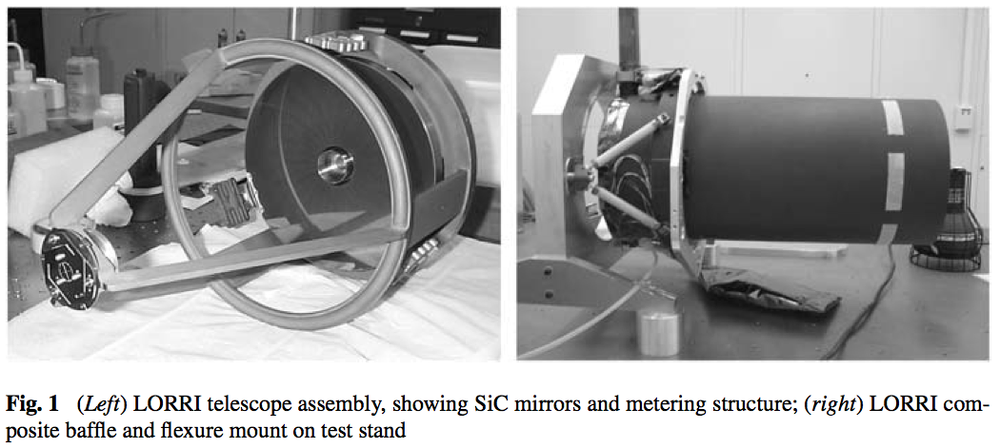 Fig. 1 (Left) LORRI telescope assembly, showing SiC mirrors and metering structure; (right) LORRI com-
posite baffle and flexure mount on test stand